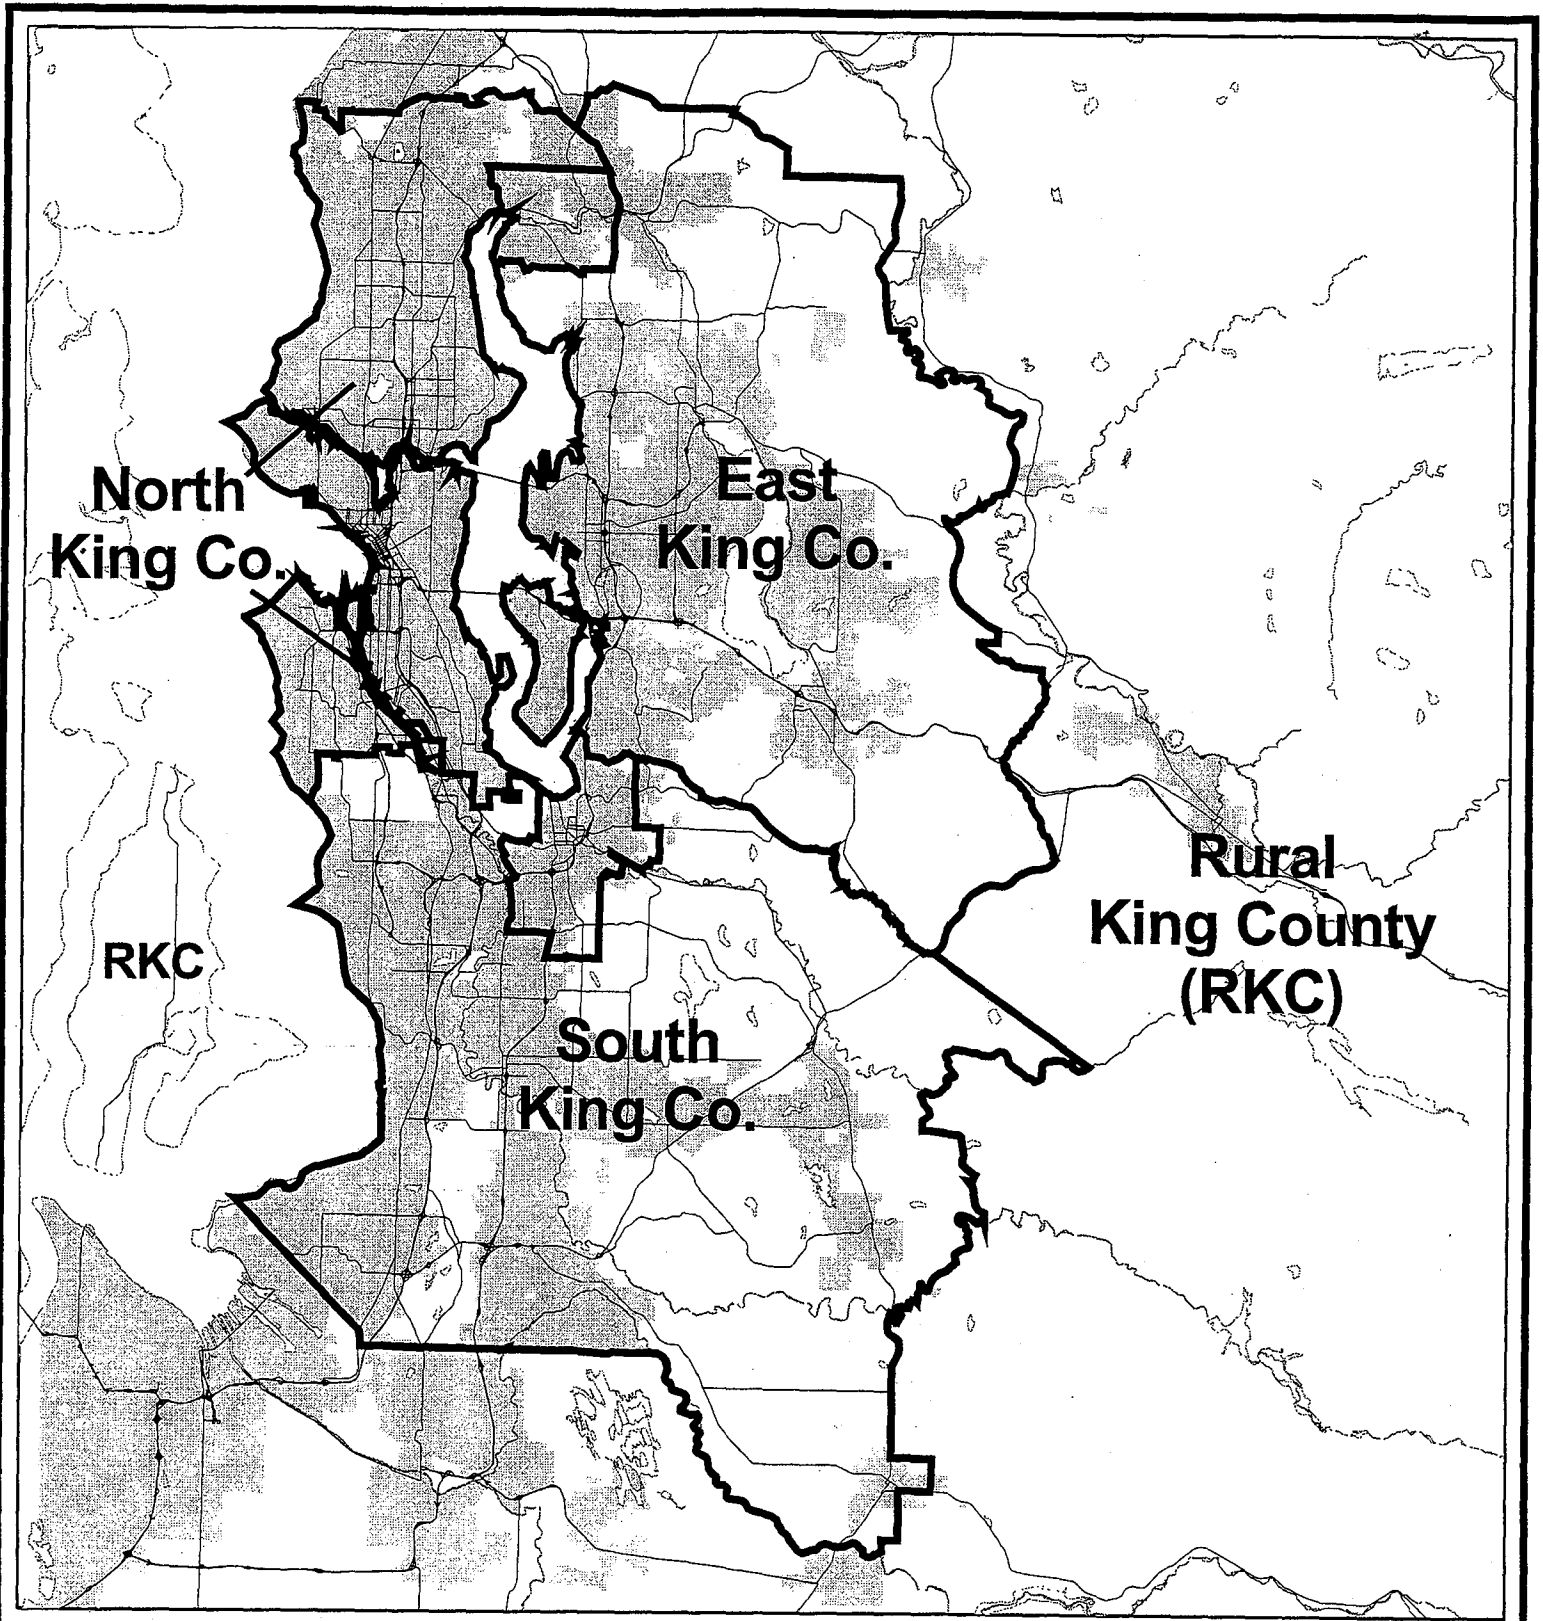 North
King Co.
East
King Co.
Rural
King County
(RKC)
RKC
South
King Co.